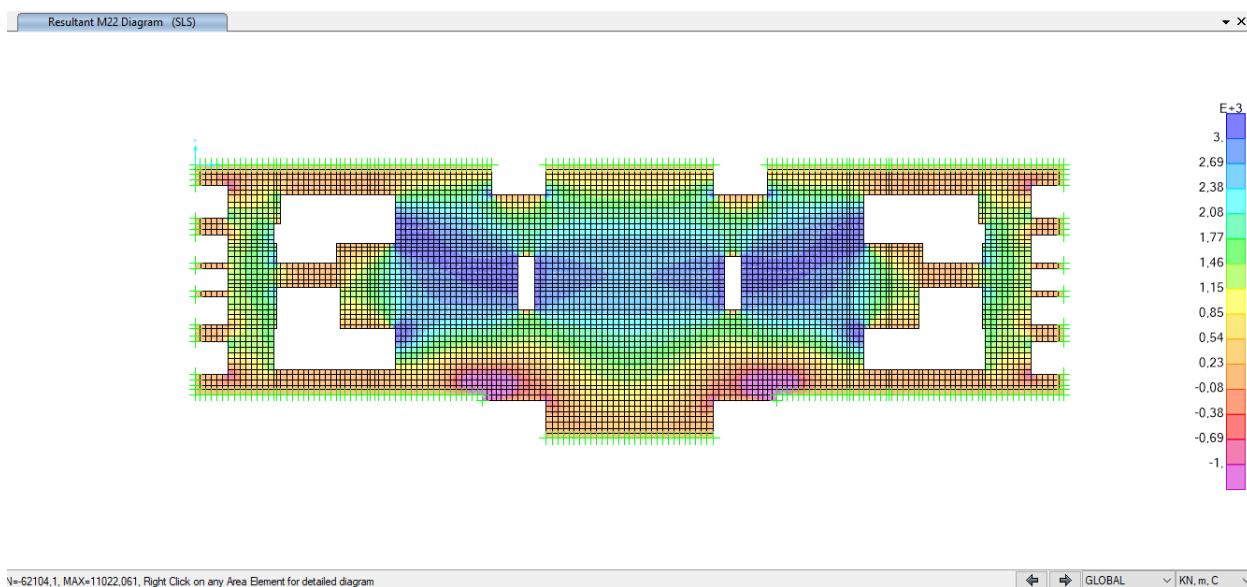 Resultant M22 Diagram (SLS)
E+3
3,
2.69
2.38
2.08
1.77
1.46
1.15
0.85
0.54
0.23
-0.08
-0.38
-0.69
-1,
N=-62104,1, MAX=11022,061, Right Click on any Area Element for detailed diagram
GLOBAL
KN, m, C